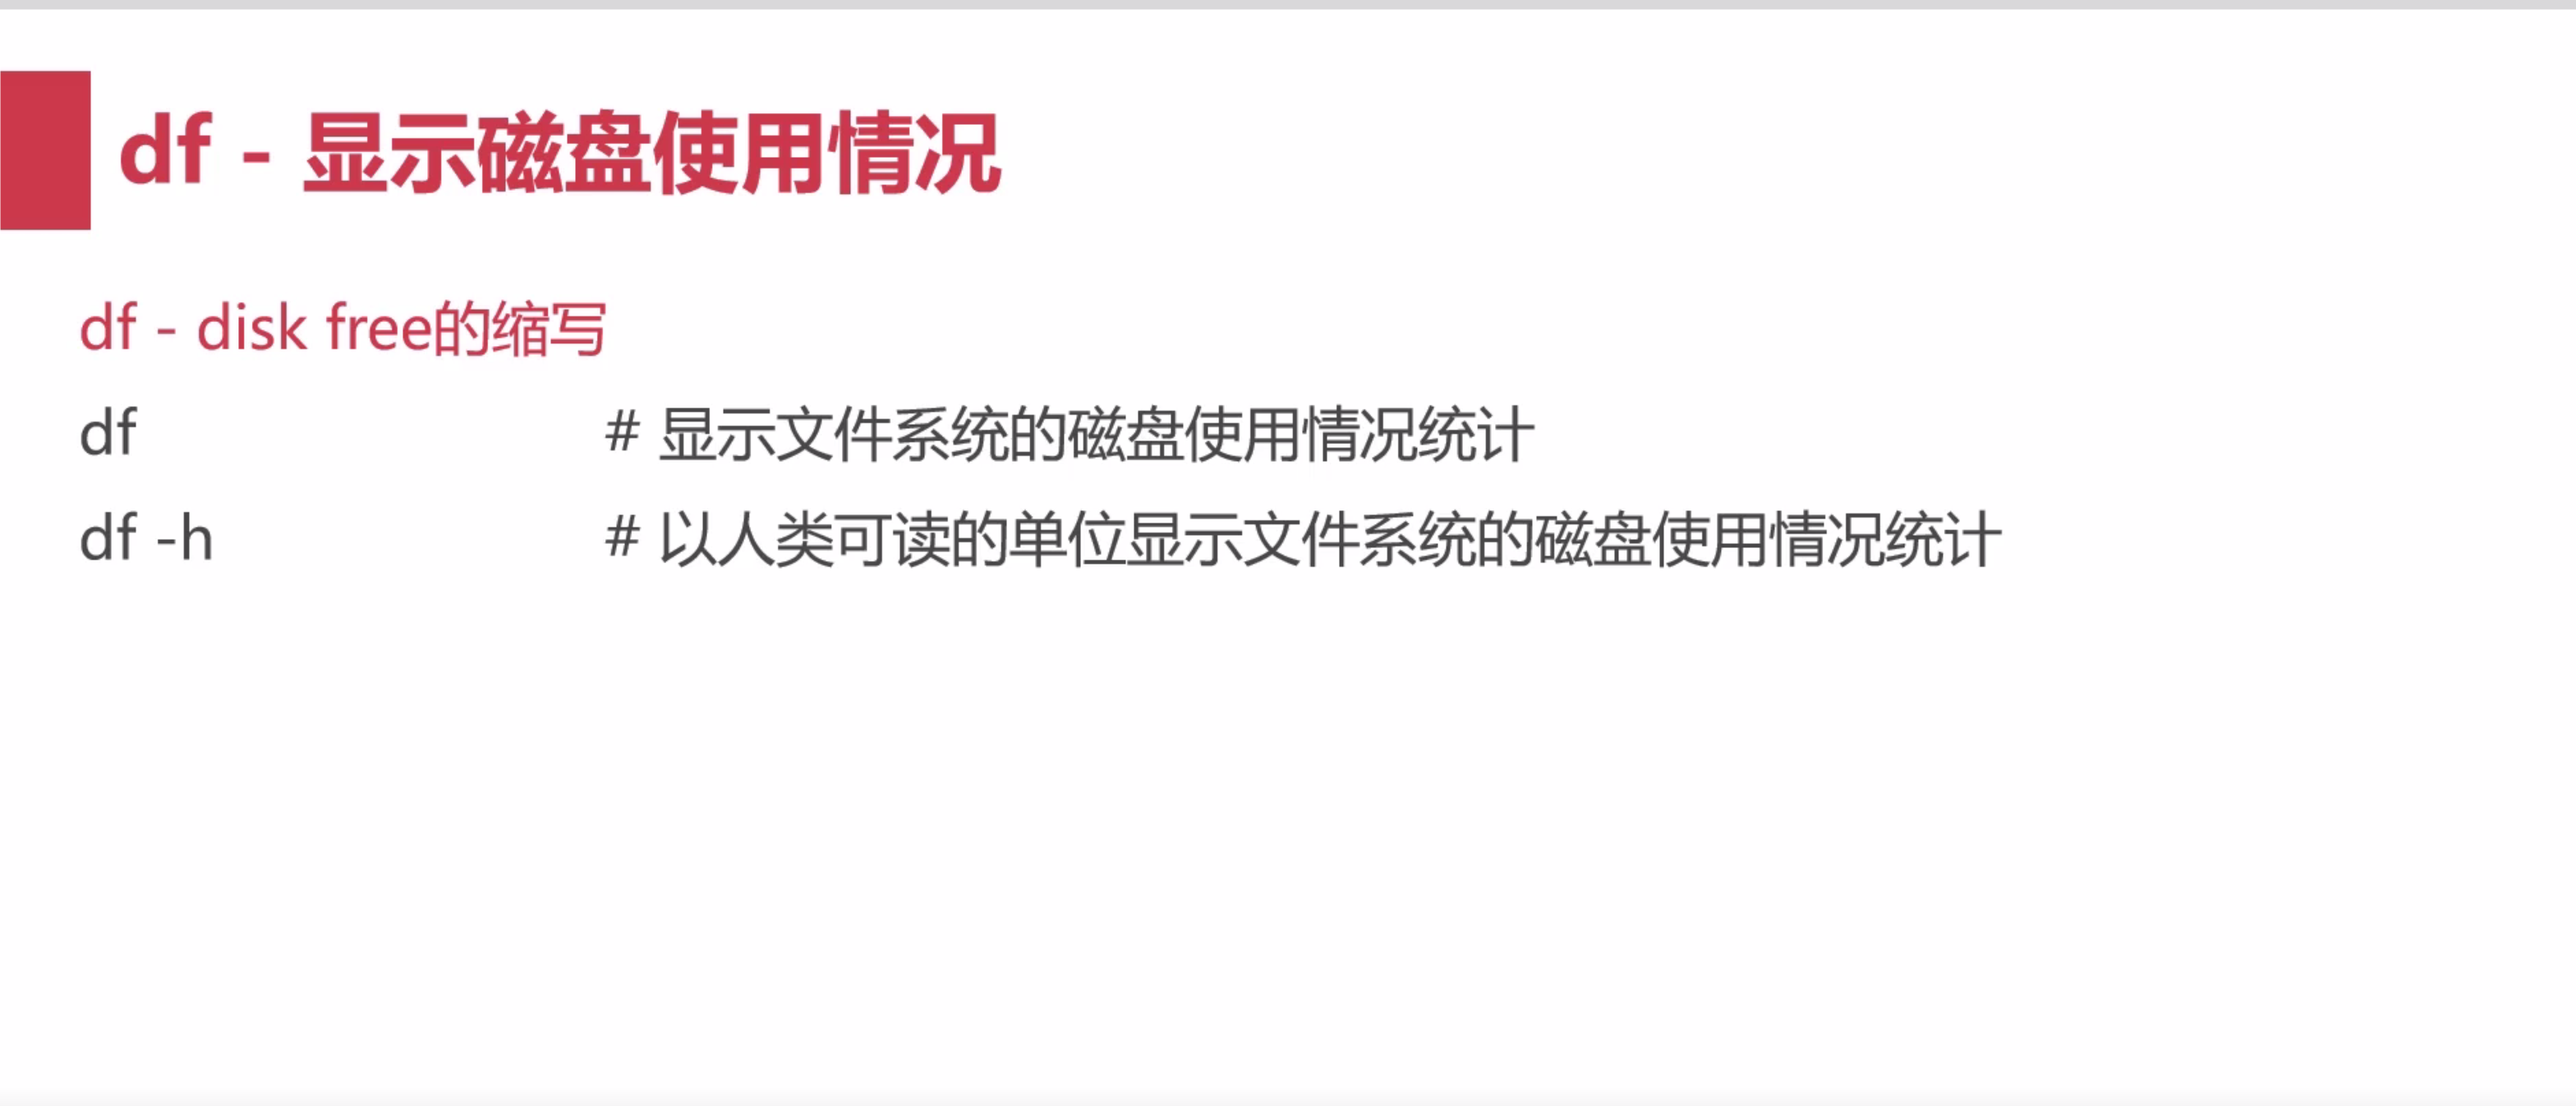 df - 显示磁盘使用情况
df - disk free的缩写
df # 显示文件系统的磁盘使用情况统计
df -h # 以人类可读的单位显示文件系统的磁盘使用情况统计